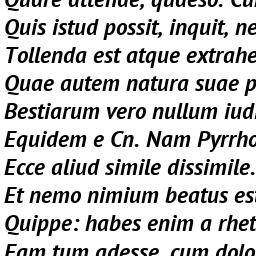 Quare attende, quaeso. Cu
Quis istud possit, inquit, ne
Tollenda est atque extrahe
Quae autem natura suae p
Bestiarum vero nullum iud
Equidem e Cn. Nam Pyrrho
Ecce aliud simile dissimile.
Et nemo nimium beatus est
Quippe: habes enim a rhet
Eam tum adesse, cum dolo